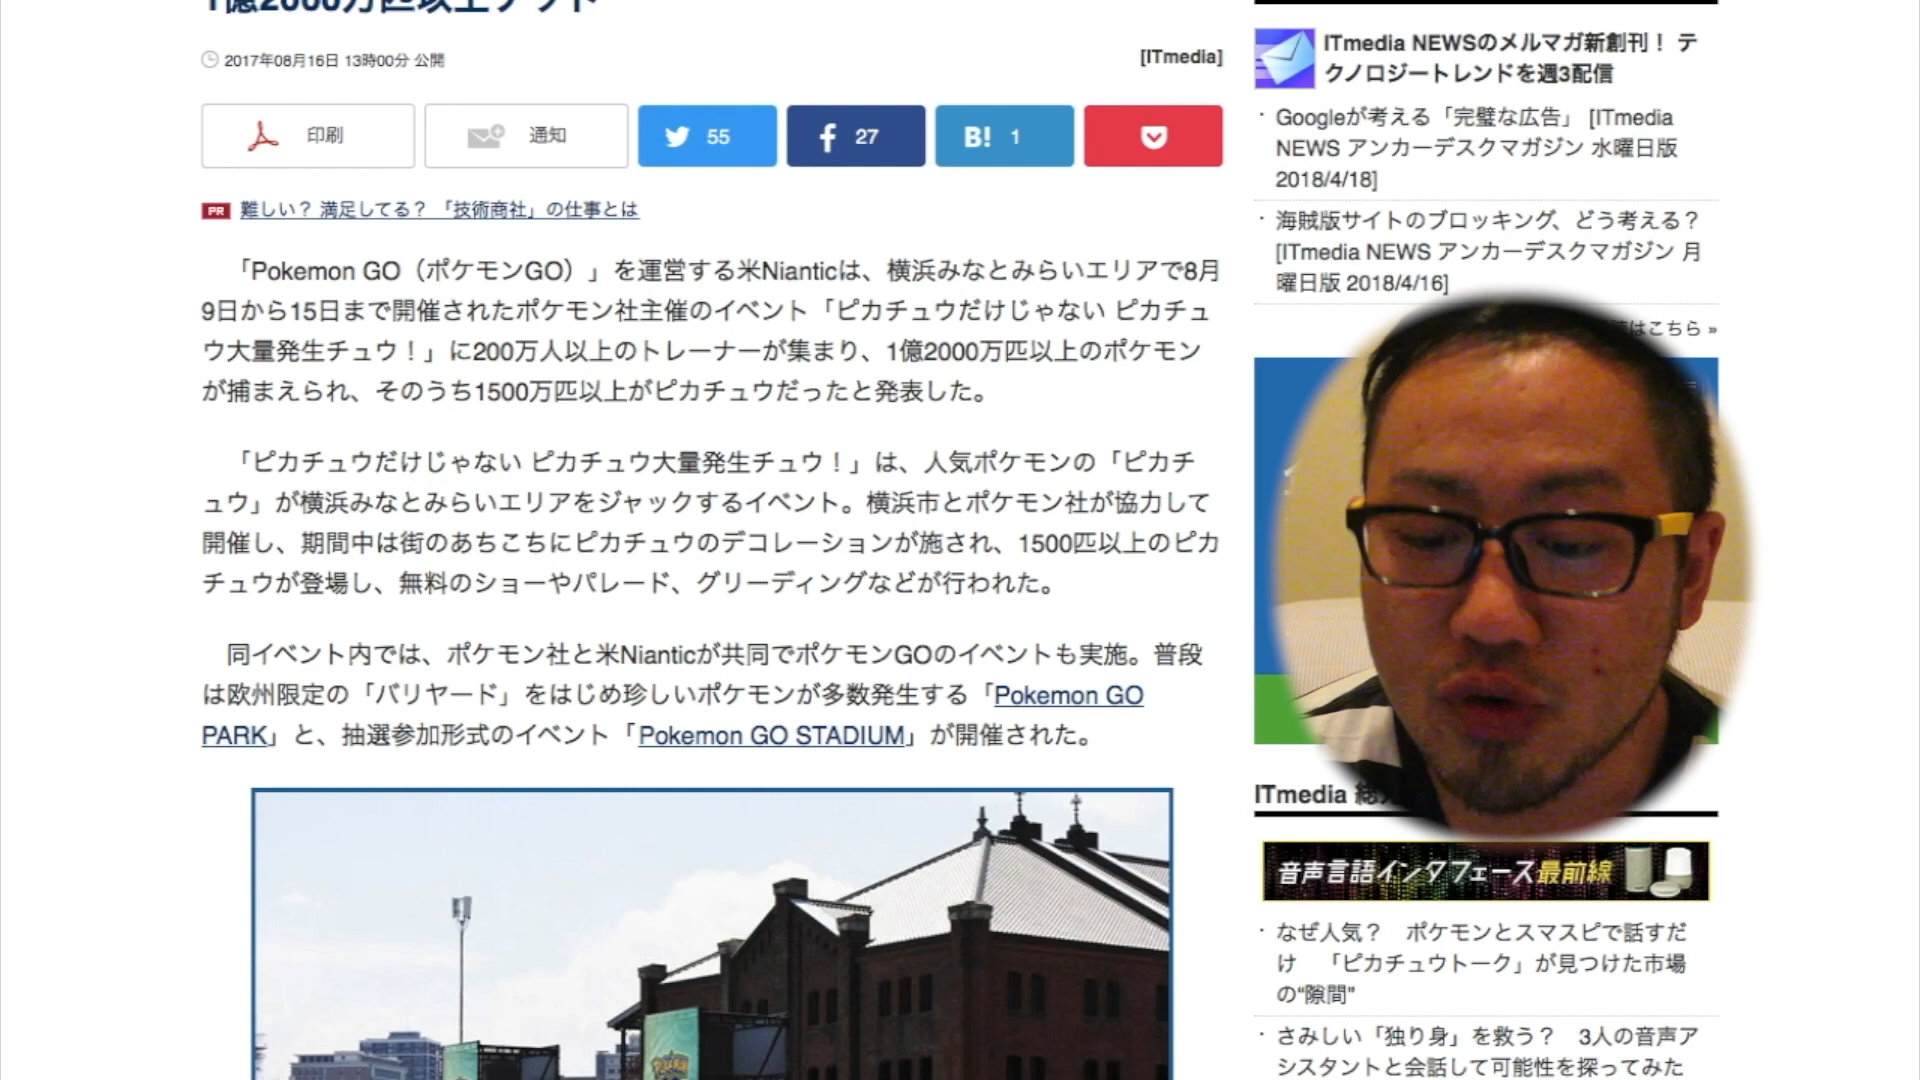 2017年08月16日 13時00分 公開
[ITmedia]
印刷
通知
55
27
B! 1
PR 難しい？ 満足してる？ 「技術商社」の仕事とは
「Pokemon GO（ポケモンGO）」を運営する米Nianticは、横浜みなとみらいエリアで8月
9日から15日まで開催されたポケモン社主催のイベント「ピカチュウだけじゃない ピカチュ
ウ大量発生チュウ！」に200万人以上のトレーナーが集まり、1億2000万匹以上のポケモン
が捕まえられ、そのうち1500万匹以上がピカチュウだったと発表した。
「ピカチュウだけじゃない ピカチュウ大量発生チュウ！」は、人気ポケモンの「ピカチ
ュウ」が横浜みなとみらいエリアをジャックするイベント。横浜市とポケモン社が協力して
開催し、期間中は街のあちこちにピカチュウのデコレーションが施され、1500匹以上のピカ
チュウが登場し、無料のショーやパレード、グリーディングなどが行われた。
同イベント内では、ポケモン社と米Nianticが共同でポケモンGOのイベントも実施。普段
は欧州限定の「バリヤード」をはじめ珍しいポケモンが多数発生する「Pokemon GO
PARK」と、抽選参加形式のイベント「Pokemon GO STADIUM」が開催された。
ITmedia NEWSのメルマガ新創刊！ テ
クノロジートレンドを週3配信
・Googleが考える「完璧な広告」 [ITmedia
NEWS アンカーデスクマガジン 水曜日版
2018/4/18]
・海賊版サイトのブロッキング、どう考える？
[ITmedia NEWS アンカーデスクマガジン 月
曜日版 2018/4/16]
はこちら »
ITmedia
音声言語インタフェース最前線
・なぜ人気？ ポケモンとスマスピで話すだ
け 「ピカチュウトーク」が見つけた市場
の“隙間”
・さみしい「独り身」を救う？ 3人の音声ア
シスタントと会話して可能性を探ってみた